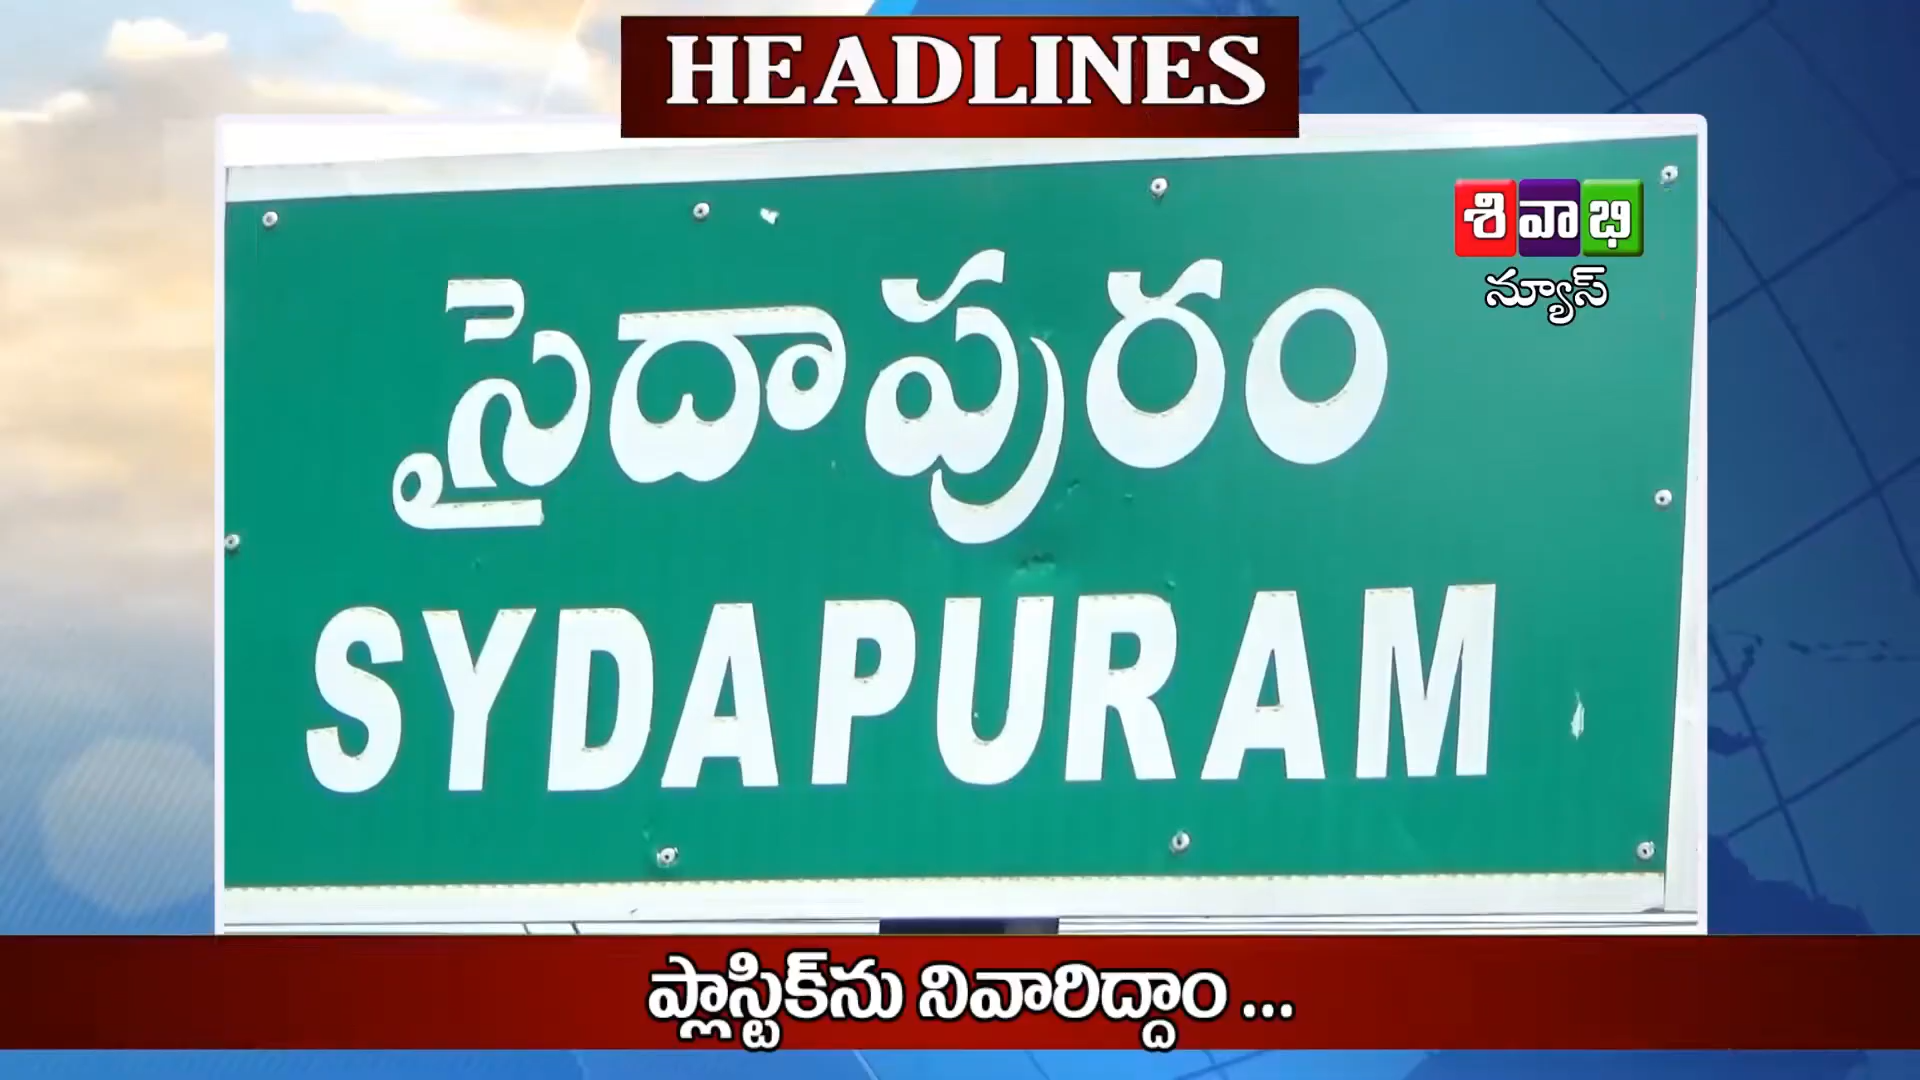 HEADLINES
శివాభి
న్యూస్
సైదాపురం
SYDAPURAM
ప్లాస్టిక్‌ను నివారిద్దాం ...